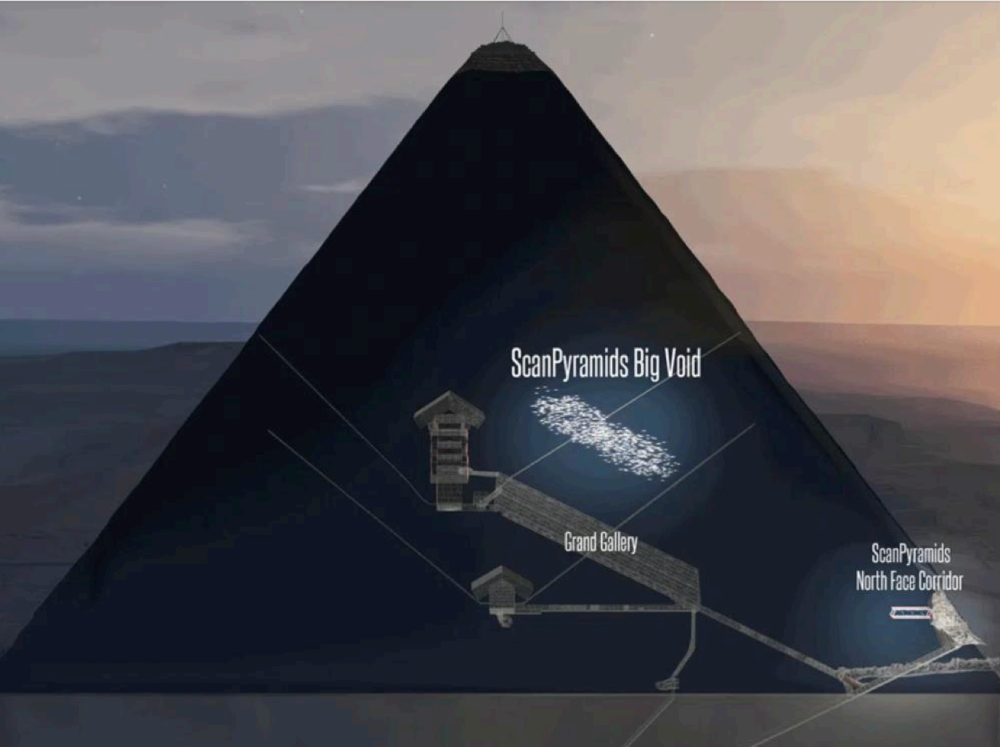 ScanPyramids Big Void
Grand Gallery
ScanPyramids
North Face Corridor